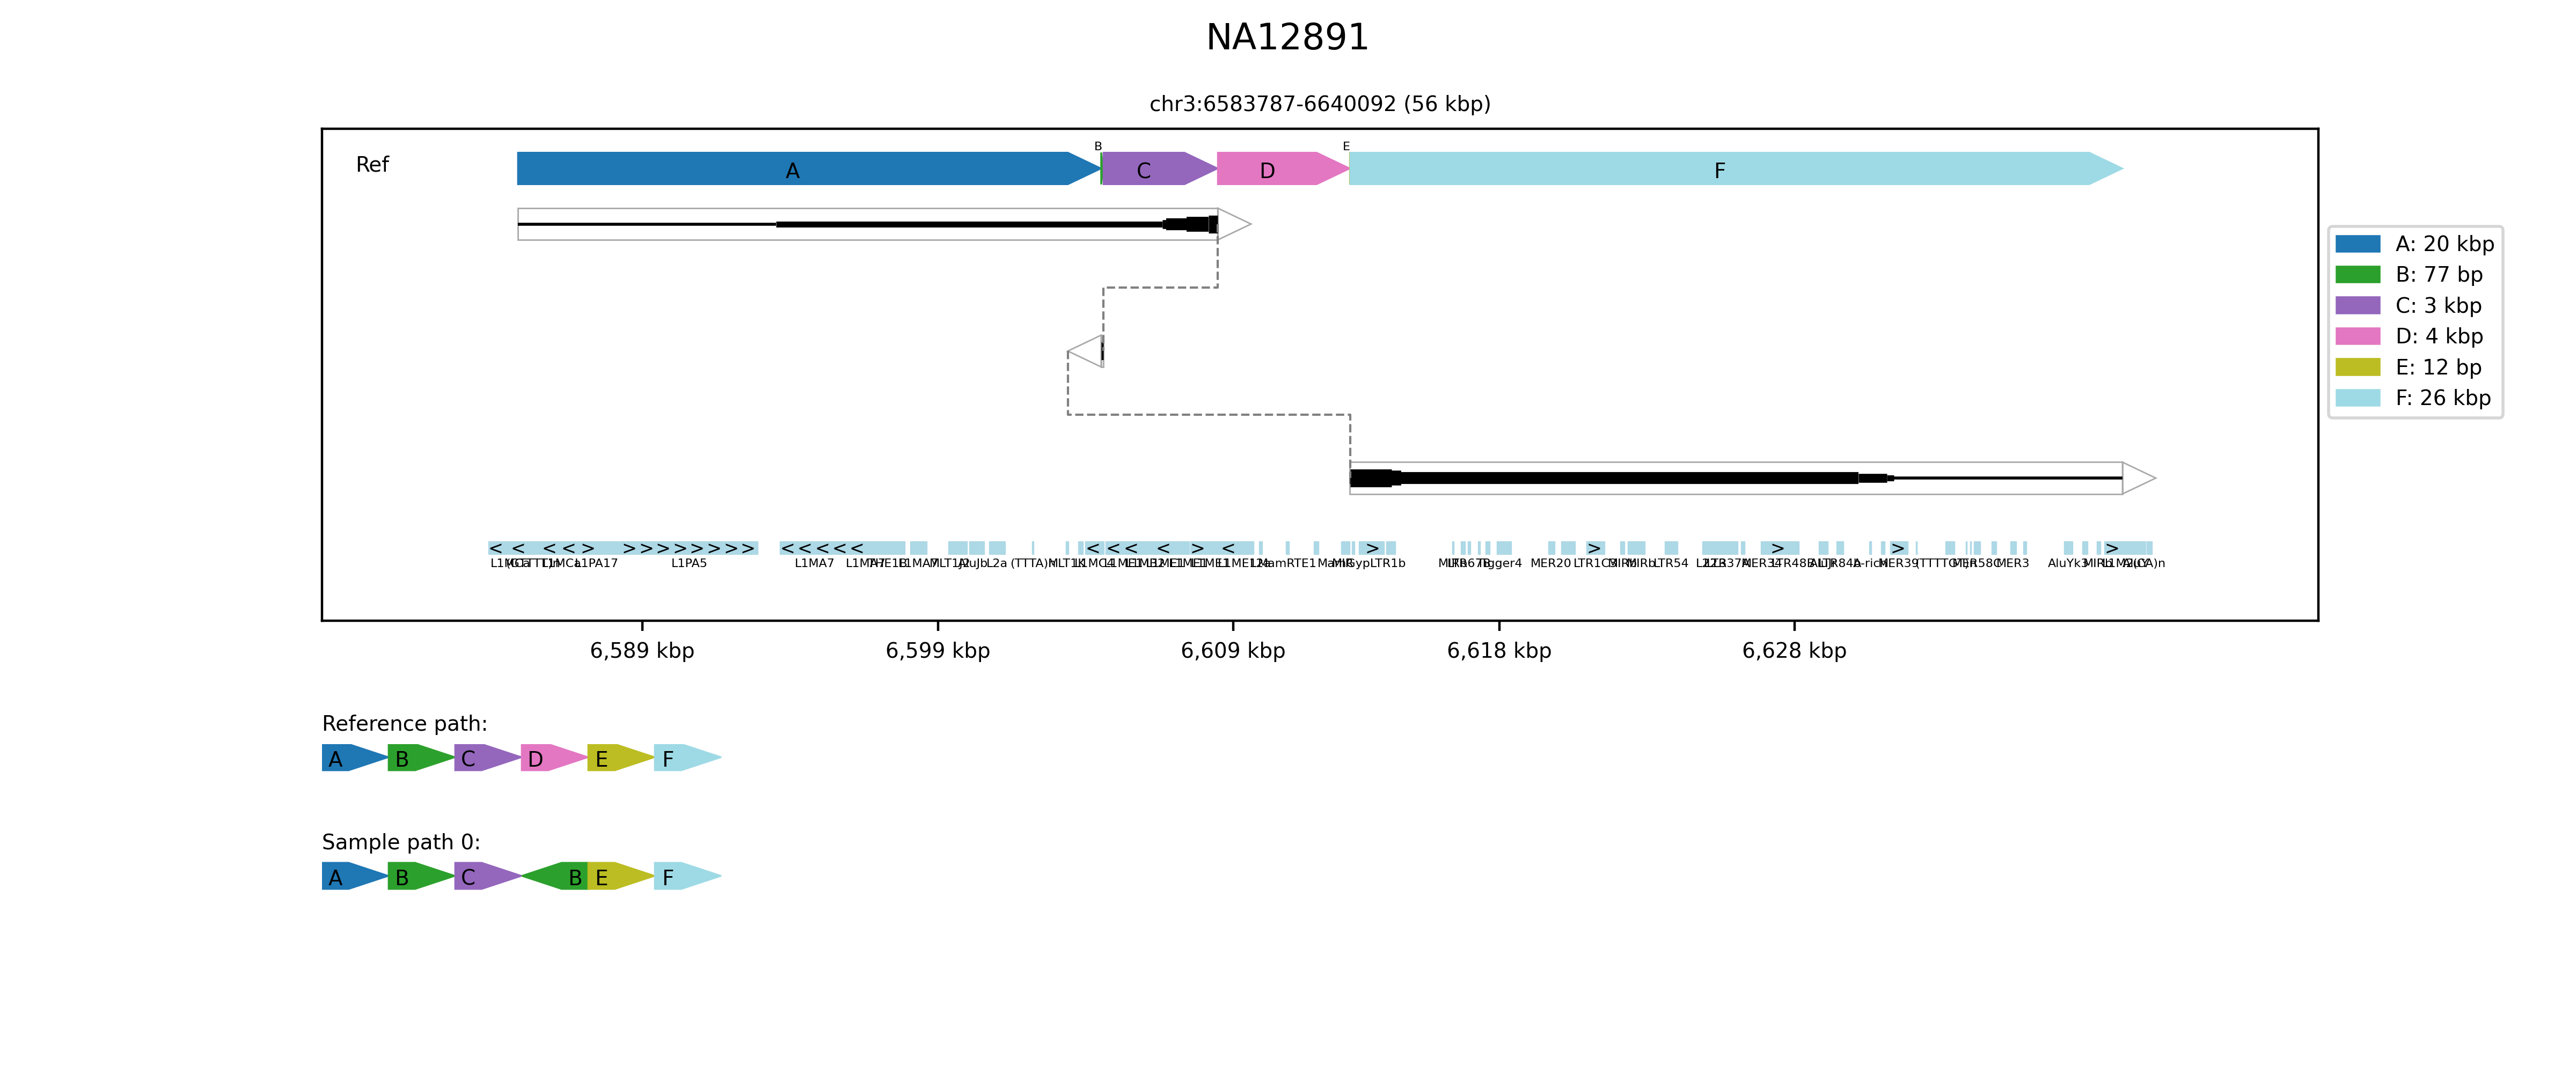 NA12891
chr3:6583787-6640092 (56 kbp)
Ref
A
B
C
D
E
F
A: 20 kbp
B: 77 bp
C: 3 kbp
D: 4 kbp
E: 12 bp
F: 26 kbp
< < < < > > > > > > > > > < < < < < < < < < > < > > > > >
L1PA17 L1PA5 L1MA7 L2a LTR1b MER20 LTR54 MER3 AluYk3
6,589 kbp 6,599 kbp 6,609 kbp 6,618 kbp 6,628 kbp
Reference path:
A B C D E F
Sample path 0:
A B C B E F